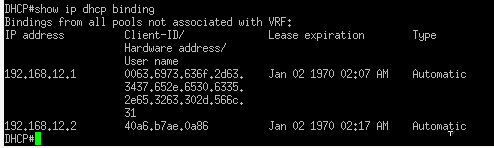 DHCP#show ip dhcp binding
Bindings from all pools not associated with VRF:
IP address Client-ID/ Lease expiration Type
Hardware address/
User name
192.168.12.1 0063.6973.636f.2d63. Jan 02 1970 02:07 AM Automatic
3437.652e.6530.6335.
2e65.3263.302d.566c.
31
192.168.12.2 40a6.b7ae.0a86 Jan 02 1970 02:17 AM Automatic
DHCP#